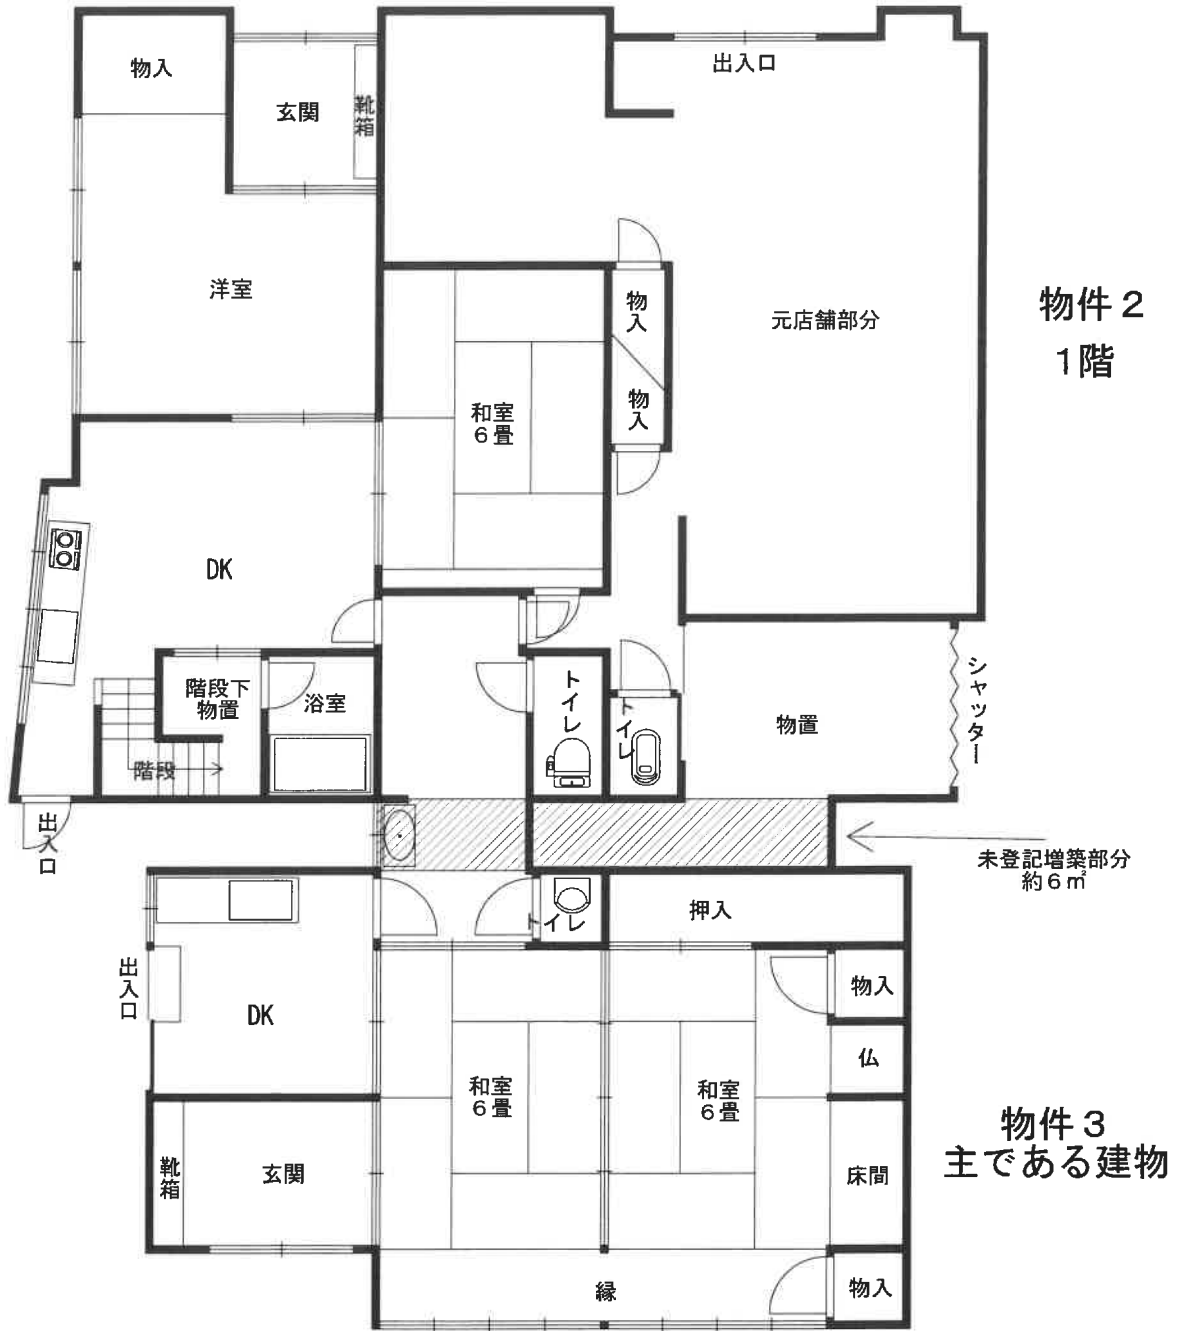 物入
玄関
靴箱
出入口
洋室
物入
物入
元店舗部分
物件２
１階
和室
６畳
DK
階段下
物置
浴室
階段
トイレ
トイレ
物置
シャッター
出入口
未登記増築部分
約６㎡
押入
トイレ
出入口
DK
物入
仏
和室
６畳
和室
６畳
物件３
主である建物
靴箱
玄関
床間
縁
物入